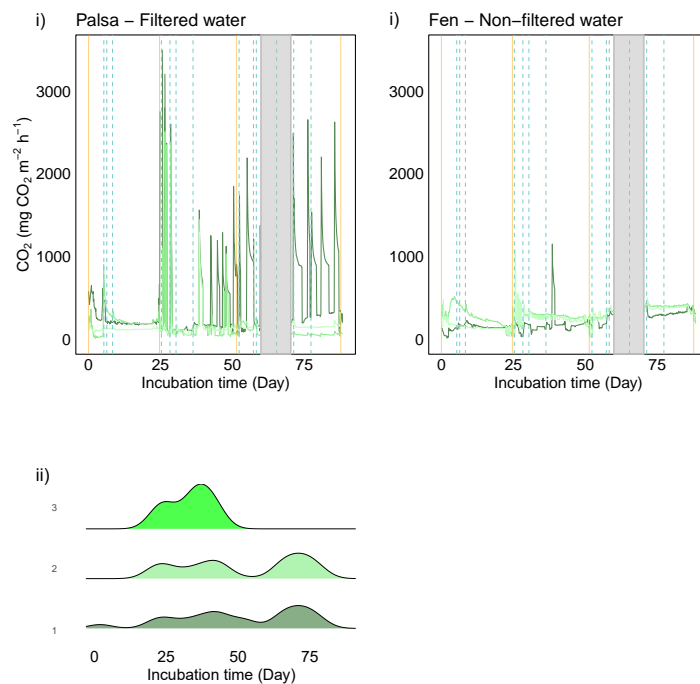 i) Palsa − Filtered water
3000
2000
1000
0
CO2 (mg CO2 m−2 h−1)
0 25 50 75
Incubation time (Day)
i) Fen − Non−filtered water
3000
2000
1000
0
0 25 50 75
Incubation time (Day)
ii)
3
2
1
0 25 50 75
Incubation time (Day)